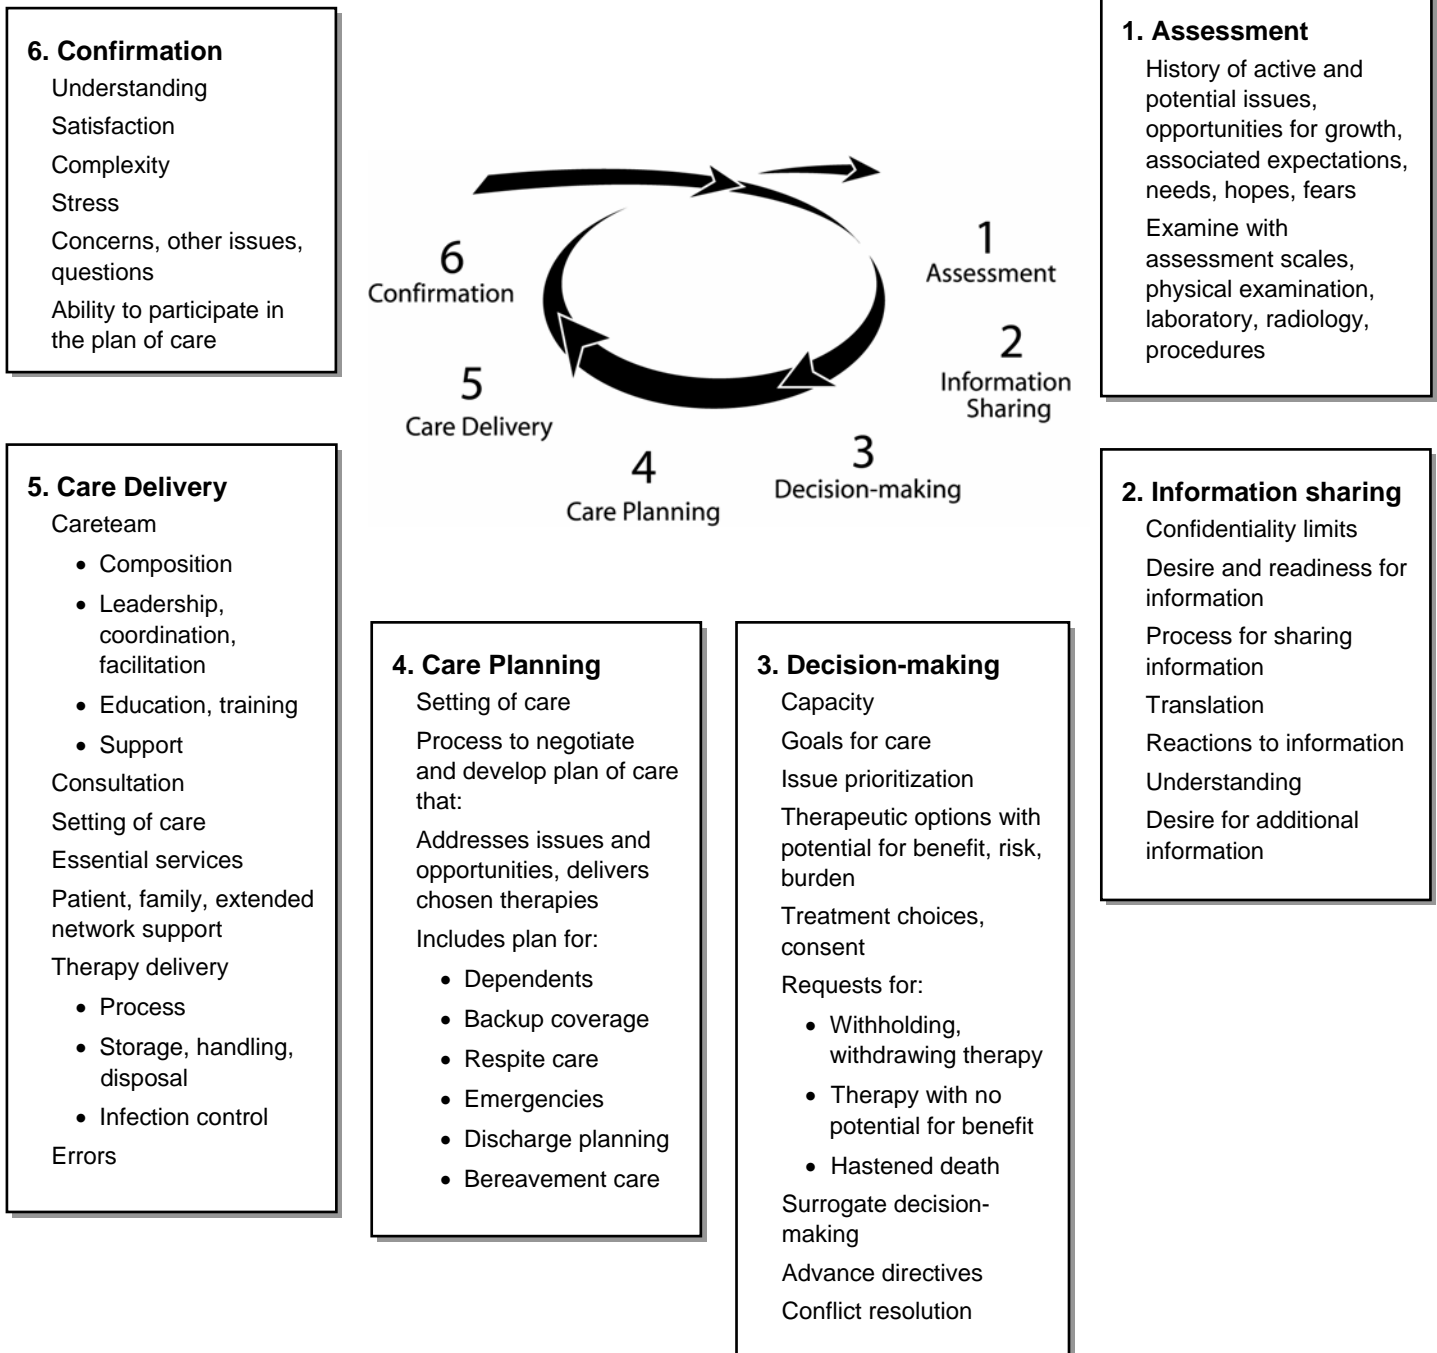 6. Confirmation
Understanding
Satisfaction
Complexity
Stress
Concerns, other issues,
questions
Ability to participate in
the plan of care
1. Assessment
History of active and
potential issues,
opportunities for growth,
associated expectations,
needs, hopes, fears
Examine with
assessment scales,
physical examination,
laboratory, radiology,
procedures
1
Assessment
2
Information
Sharing
3
Decision-making
4
Care Planning
5
Care Delivery
6
Confirmation
5. Care Delivery
Careteam
• Composition
• Leadership,
coordination,
facilitation
• Education, training
• Support
Consultation
Setting of care
Essential services
Patient, family, extended
network support
Therapy delivery
• Process
• Storage, handling,
disposal
• Infection control
Errors
4. Care Planning
Setting of care
Process to negotiate
and develop plan of care
that:
Addresses issues and
opportunities, delivers
chosen therapies
Includes plan for:
• Dependents
• Backup coverage
• Respite care
• Emergencies
• Discharge planning
• Bereavement care
3. Decision-making
Capacity
Goals for care
Issue prioritization
Therapeutic options with
potential for benefit, risk,
burden
Treatment choices,
consent
Requests for:
• Withholding,
withdrawing therapy
• Therapy with no
potential for benefit
• Hastened death
Surrogate decision-
making
Advance directives
Conflict resolution
2. Information sharing
Confidentiality limits
Desire and readiness for
information
Process for sharing
information
Translation
Reactions to information
Understanding
Desire for additional
information